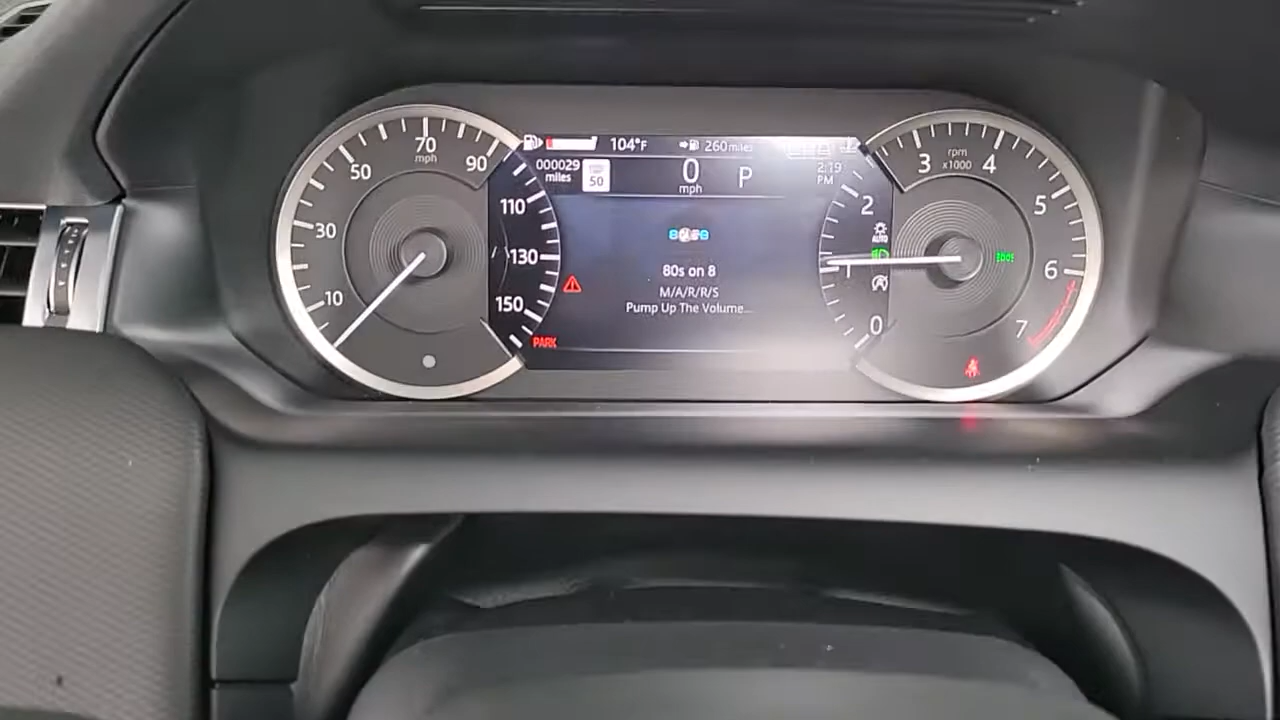 104°F
260 miles
000029
miles
50
0
mph
P
2:19
PM
80s on 8
M/A/R/R/S
Pump Up The Volume...
PARK
10
30
50
70
mph
90
110
130
150
0
1
2
3
rpm
x1000
4
5
6
7
AUTO